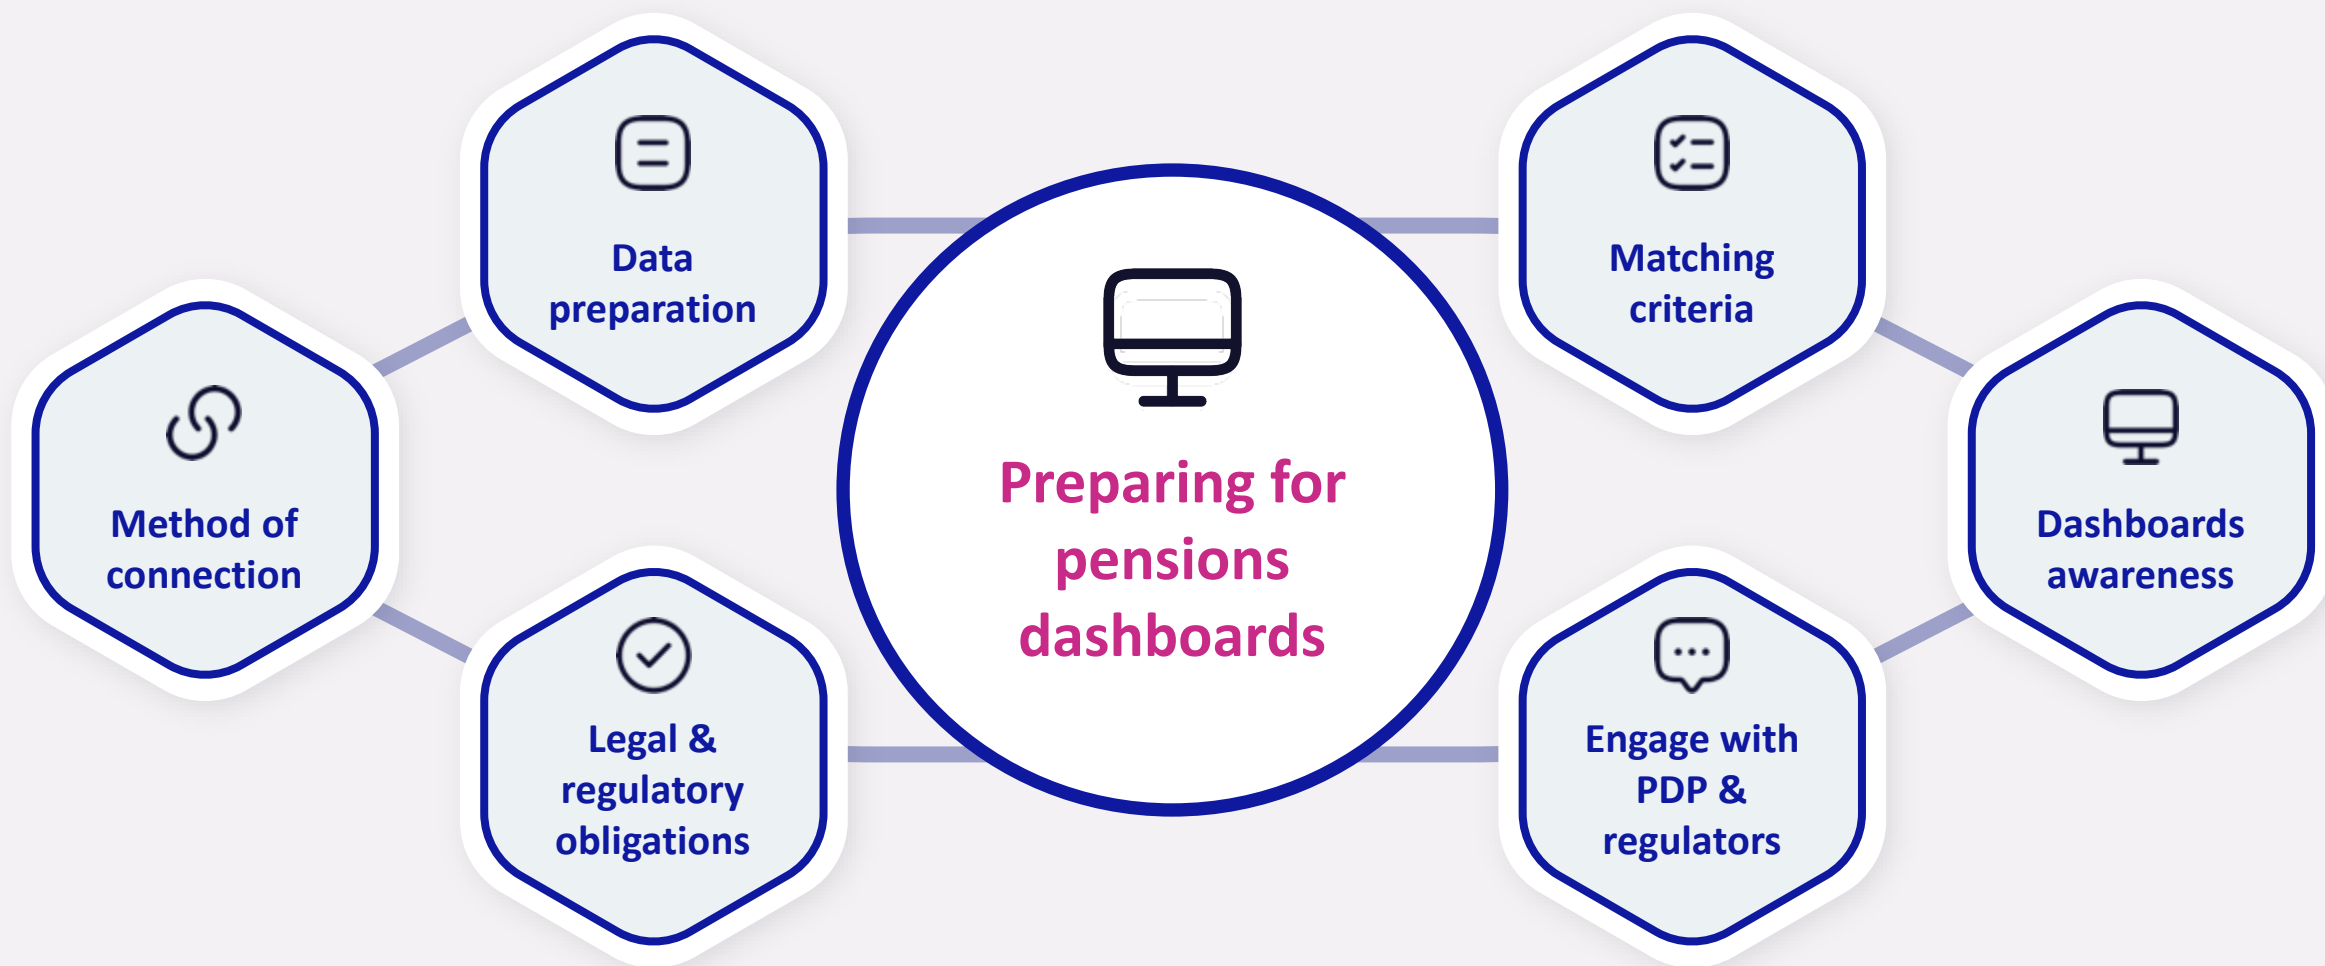 Data
preparation
Matching
criteria
Method of
connection
Preparing for
pensions
dashboards
Dashboards
awareness
Legal &
regulatory
obligations
Engage with
PDP &
regulators